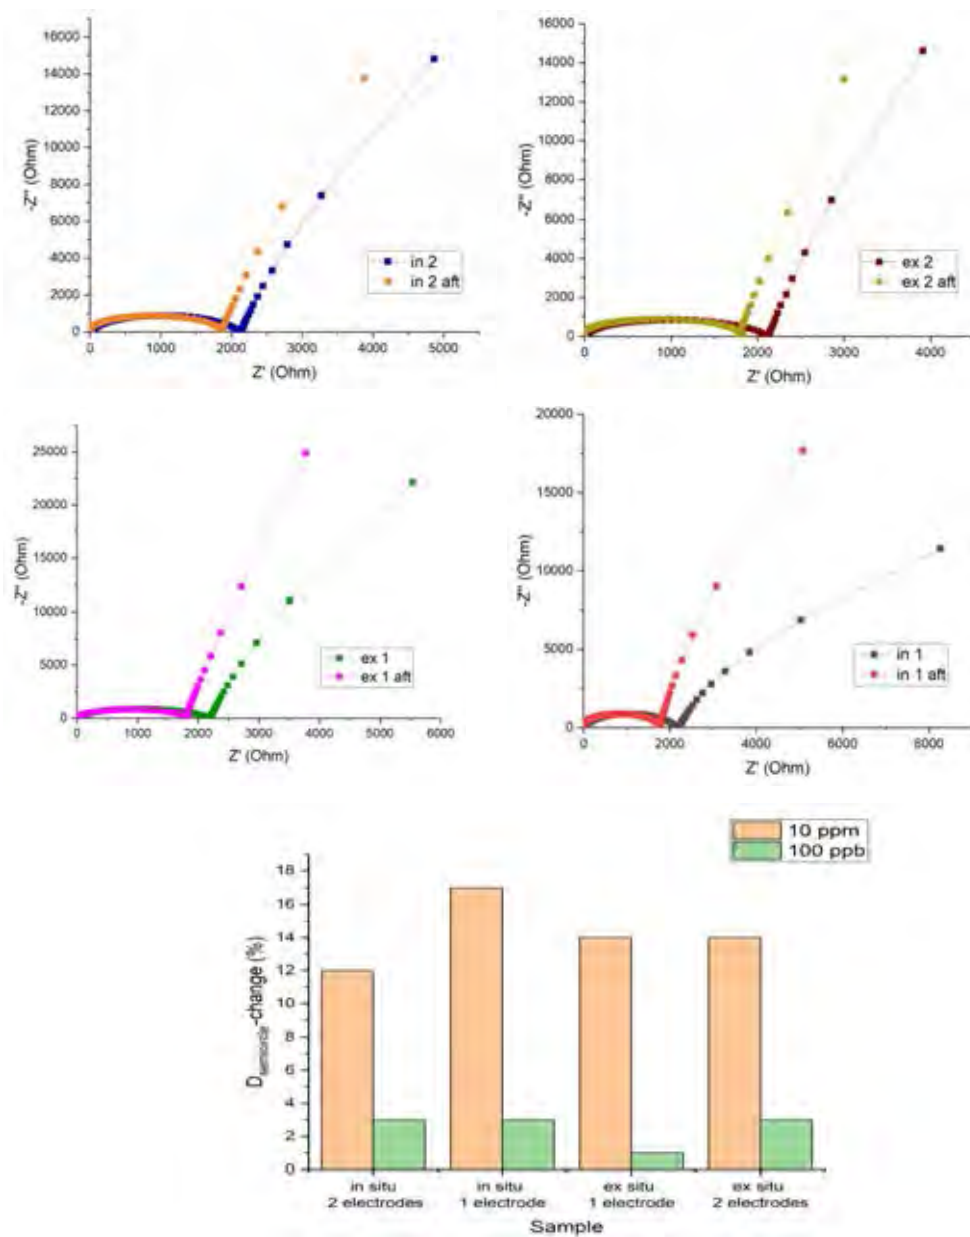 16000
14000
12000
10000
8000
6000
4000
2000
0
-Z'' (Ohm)
in 2
in 2 aft
0 1000 2000 3000 4000 5000
Z' (Ohm)
16000
14000
12000
10000
8000
6000
4000
2000
0
-Z'' (Ohm)
ex 2
ex 2 aft
0 1000 2000 3000 4000
Z' (Ohm)
25000
20000
15000
10000
5000
0
-Z'' (Ohm)
ex 1
ex 1 aft
0 1000 2000 3000 4000 5000 6000
Z' (Ohm)
20000
15000
10000
5000
0
-Z'' (Ohm)
in 1
in 1 aft
0 2000 4000 6000 8000
Z' (Ohm)
10 ppm
100 ppb
18
16
14
12
10
8
6
4
2
0
D semicircle-change (%)
in situ
2 electrodes
in situ
1 electrode
ex situ
1 electrode
ex situ
2 electrodes
Sample